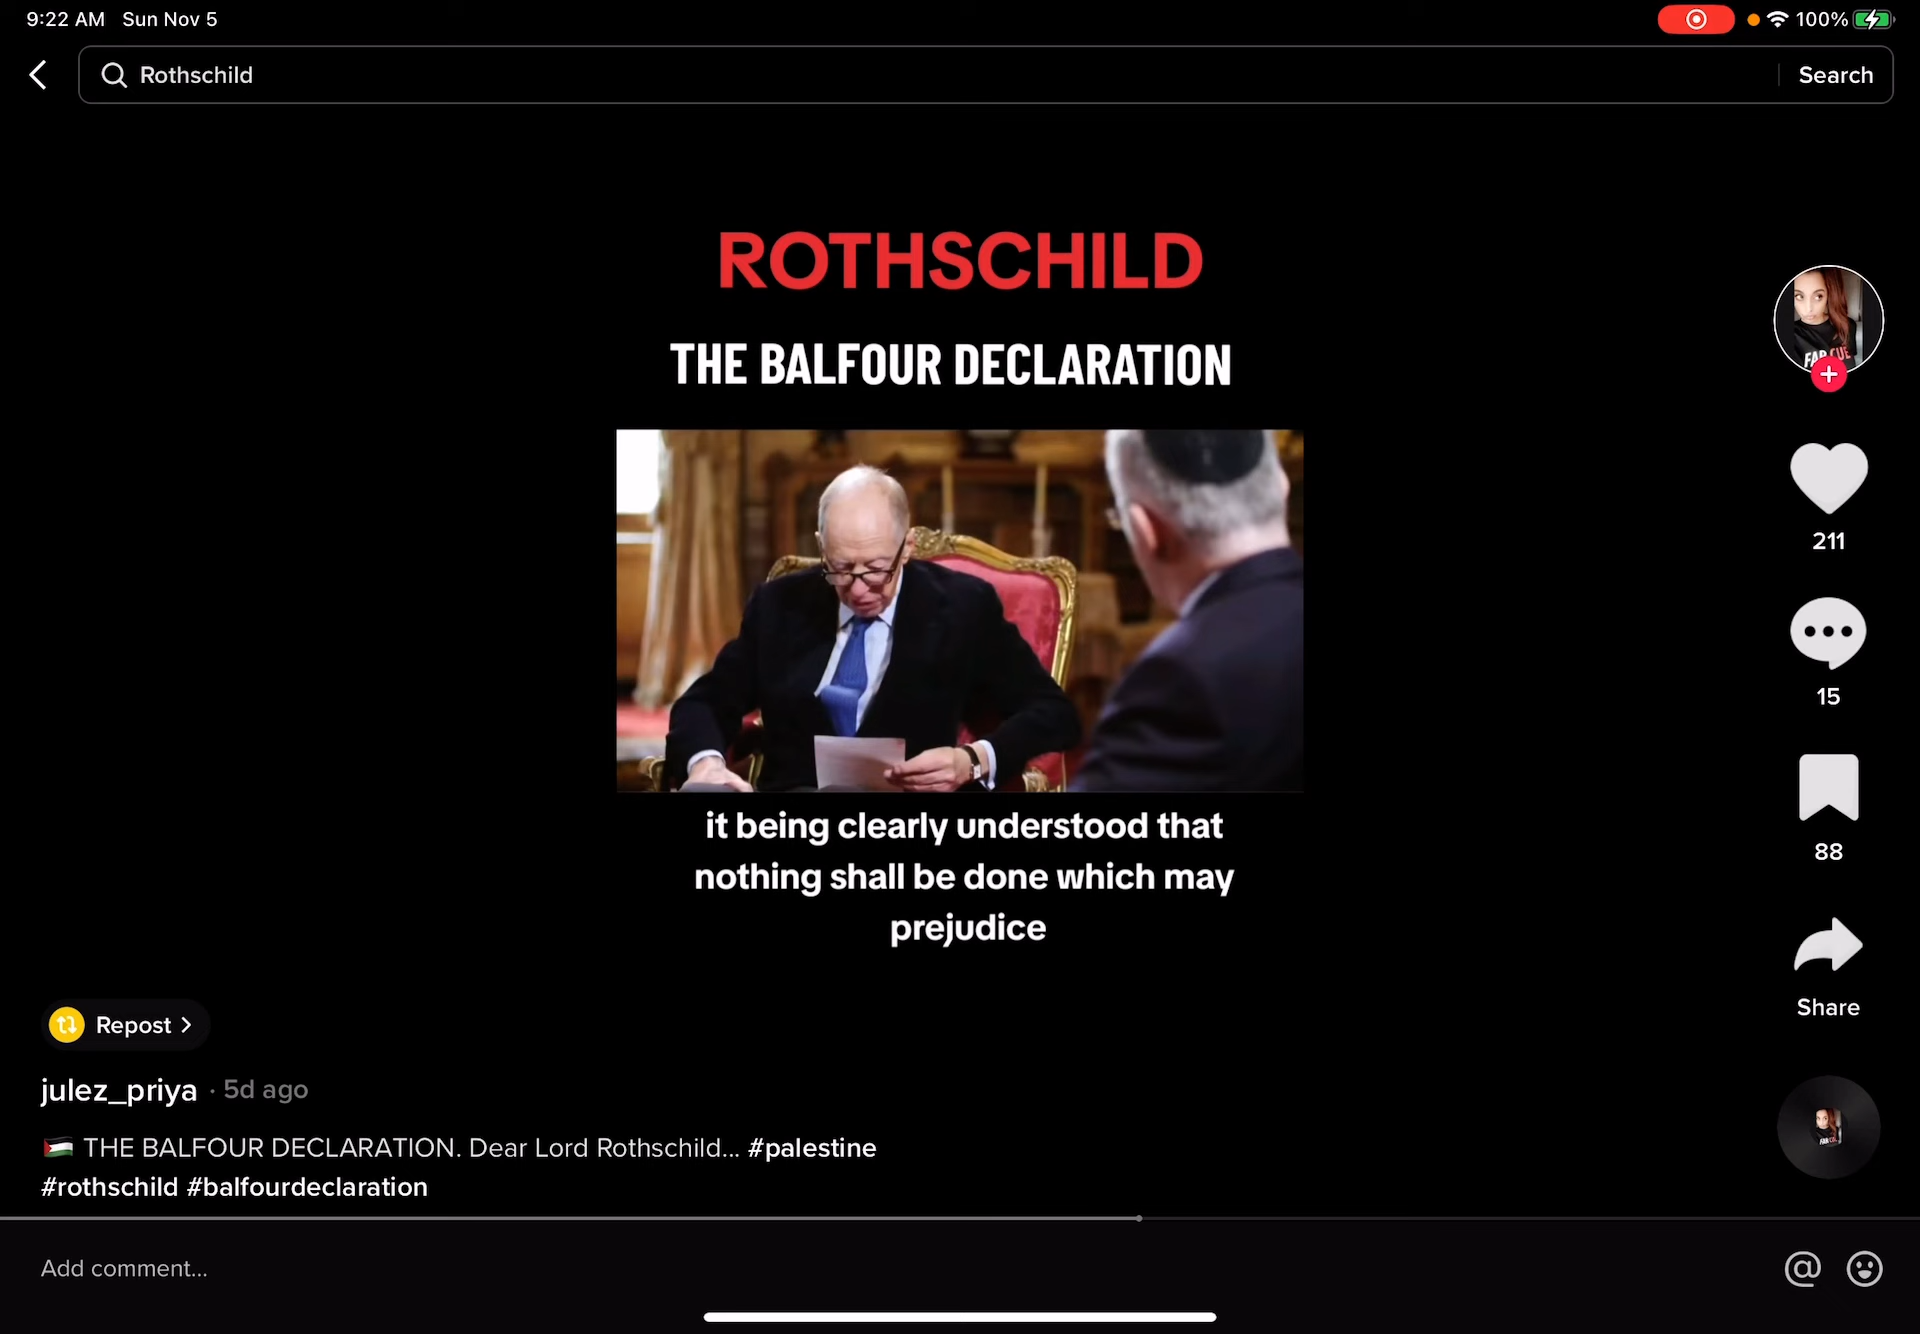 9:22 AM Sun Nov 5
100%
Rothschild
Search
ROTHSCHILD
THE BALFOUR DECLARATION
it being clearly understood that
nothing shall be done which may
prejudice
211
15
88
Share
Repost >
julez_priya · 5d ago
🇵🇸 THE BALFOUR DECLARATION. Dear Lord Rothschild... #palestine
#rothschild #balfourdeclaration
Add comment...
@